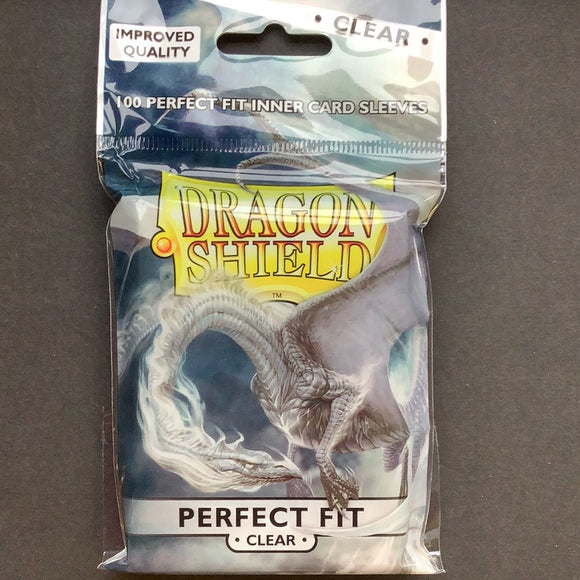 IMPROVED
QUALITY
• CLEAR •
100 PERFECT FIT INNER CARD SLEEVES
DRAGON
SHIELD
™
PERFECT FIT
• CLEAR •